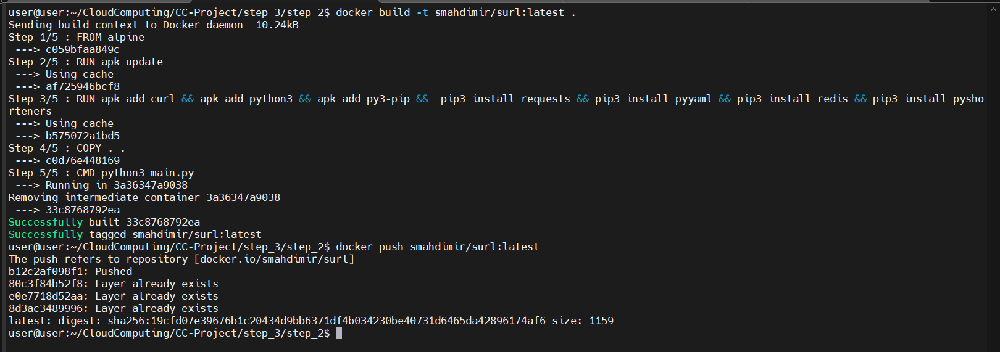 user@user:~/CloudComputing/CC-Project/step_3/step_2$ docker build -t smahdimir/surl:latest .
Sending build context to Docker daemon  10.24kB
Step 1/5 : FROM alpine
 ---> c059bfaa849c
Step 2/5 : RUN apk update
 ---> Using cache
 ---> af725946bcf8
Step 3/5 : RUN apk add curl && apk add python3 && apk add py3-pip &&  pip3 install requests && pip3 install pyyaml && pip3 install redis && pip3 install pysho
rteners
 ---> Using cache
 ---> b575072a1bd5
Step 4/5 : COPY . .
 ---> c0d76e448169
Step 5/5 : CMD python3 main.py
 ---> Running in 3a36347a9038
Removing intermediate container 3a36347a9038
 ---> 33c8768792ea
Successfully built 33c8768792ea
Successfully tagged smahdimir/surl:latest
user@user:~/CloudComputing/CC-Project/step_3/step_2$ docker push smahdimir/surl:latest
The push refers to repository [docker.io/smahdimir/surl]
b12c2af098f1: Pushed
80c3f84b52f8: Layer already exists
e0e7718d52aa: Layer already exists
8d3ac3489996: Layer already exists
latest: digest: sha256:19cfd07e39676b1c20434d9bb6371df4b034230be40731d6465da42896174af6 size: 1159
user@user:~/CloudComputing/CC-Project/step_3/step_2$